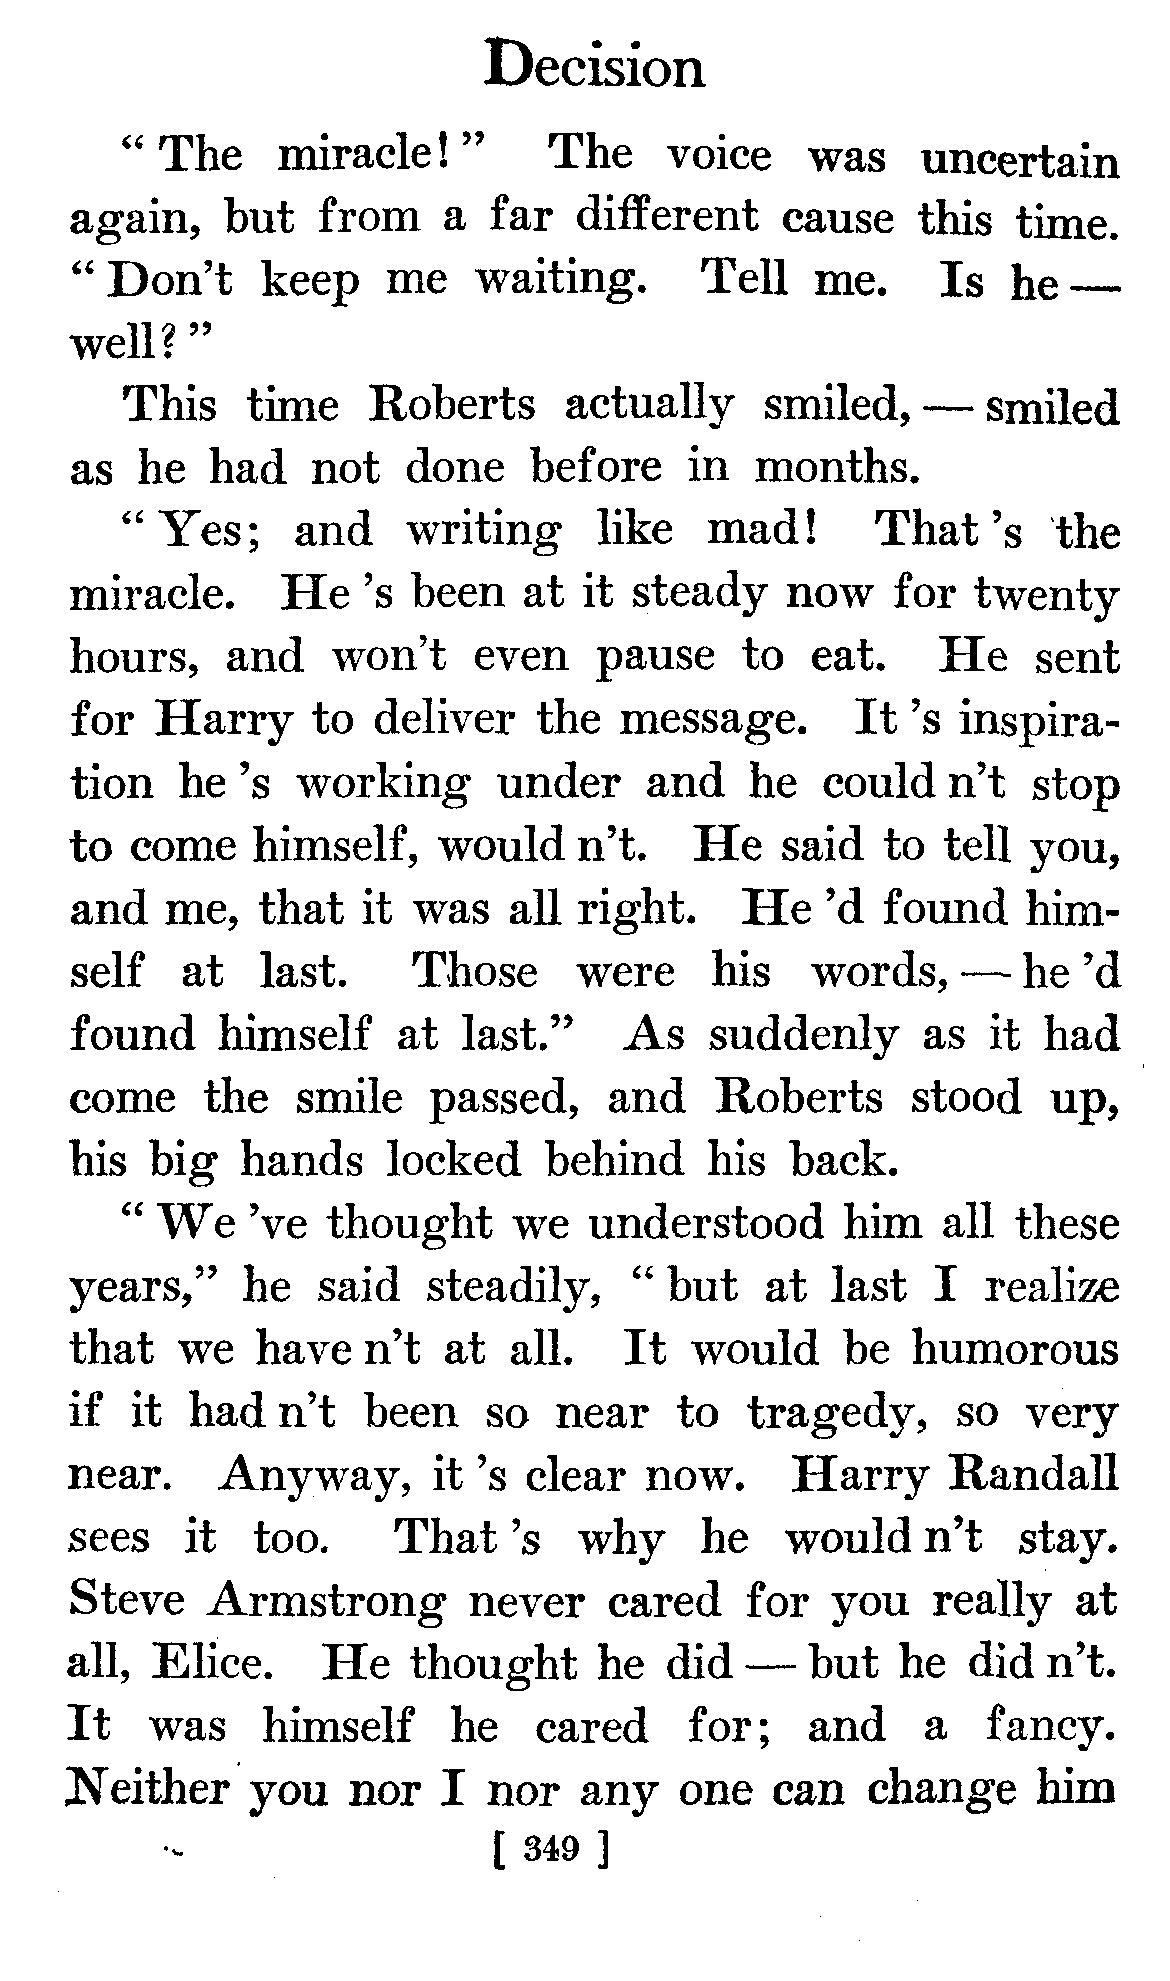 Decision
“ The miracle! ” The voice was uncertain
again, but from a far different cause this time.
“ Don’t keep me waiting. Tell me. Is he —
well? ”
This time Roberts actually smiled, — smiled
as he had not done before in months.
“ Yes; and writing like mad! That ’s the
miracle. He ’s been at it steady now for twenty
hours, and won’t even pause to eat. He sent
for Harry to deliver the message. It ’s inspira-
tion he ’s working under and he could n’t stop
to come himself, would n’t. He said to tell you,
and me, that it was all right. He ’d found him-
self at last. Those were his words, — he ’d
found himself at last.” As suddenly as it had
come the smile passed, and Roberts stood up,
his big hands locked behind his back.
“ We ’ve thought we understood him all these
years,” he said steadily, “ but at last I realize
that we have n’t at all. It would be humorous
if it had n’t been so near to tragedy, so very
near. Anyway, it ’s clear now. Harry Randall
sees it too. That ’s why he would n’t stay.
Steve Armstrong never cared for you really at
all, Elice. He thought he did — but he did n’t.
It was himself he cared for; and a fancy.
Neither you nor I nor any one can change him
[ 349 ]